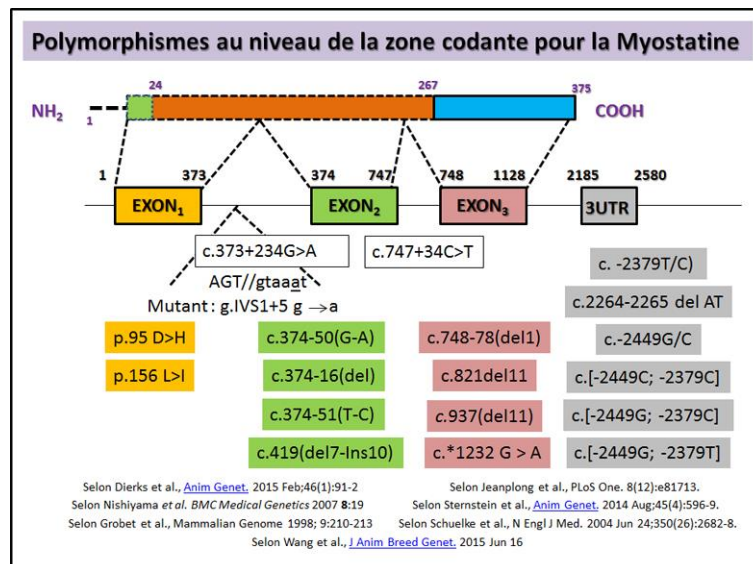 Polymorphismes au niveau de la zone codante pour la Myostatine
24 267 375
NH₂ 1 COOH
1 373 374 747 748 1128 2185 2580
EXON₁ EXON₂ EXON₃ 3UTR
c.373+234G>A c.747+34C>T
c. -2379T/C)
AGT//gtaaat
Mutant : g.IVS1+5 g →a
c.2264-2265 del AT
p.95 D>H c.374-50(G-A) c.748-78(del1) c.-2449G/C
p.156 L>I c.374-16(del) c.821del11 c.[-2449C; -2379C]
c.374-51(T-C) c.937(del11) c.[-2449G; -2379C]
c.419(del7-Ins10) c.*1232 G > A c.[-2449G; -2379T]
Selon Dierks et al., Anim Genet. 2015 Feb;46(1):91-2
Selon Nishiyama et al. BMC Medical Genetics 2007 8:19
Selon Grobet et al., Mammalian Genome 1998; 9:210-213
Selon Jeanplong et al., PLoS One. 8(12):e81713.
Selon Sternstein et al., Anim Genet. 2014 Aug;45(4):596-9.
Selon Schuelke et al., N Engl J Med. 2004 Jun 24;350(26):2682-8.
Selon Wang et al., J Anim Breed Genet. 2015 Jun 16